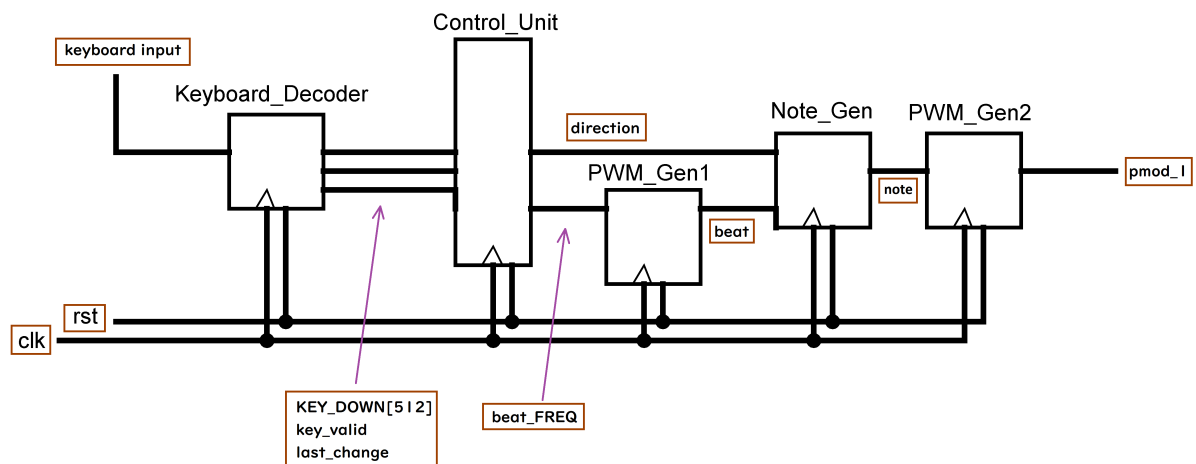 Control_Unit
keyboard input
Keyboard_Decoder
Note_Gen
PWM_Gen2
direction
PWM_Gen1
pmod_1
note
beat
rst
clk
KEY_DOWN[512]
key_valid
last_change
beat_FREQ